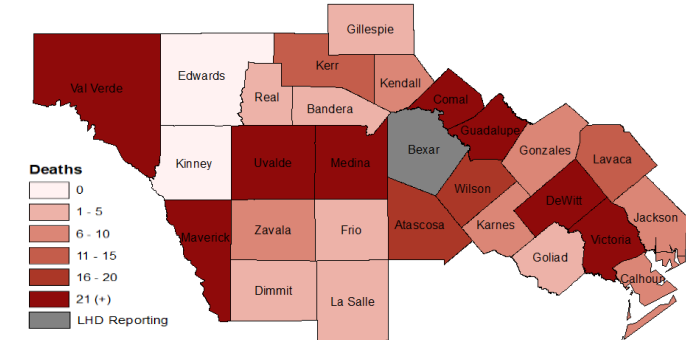 Gillespie
Edwards
Kerr
Val Verde
Kendall
Real
Bandera
Comal
Guadalupe
Kinney
Uvalde
Medina
Bexar
Gonzales
Lavaca
Deaths
0
1 - 5
6 - 10
11 - 15
16 - 20
21 (+)
LHD Reporting
Wilson
DeWitt
Maverick
Zavala
Frio
Atascosa
Karnes
Jackson
Victoria
Goliad
Calhoun
Dimmit
La Salle